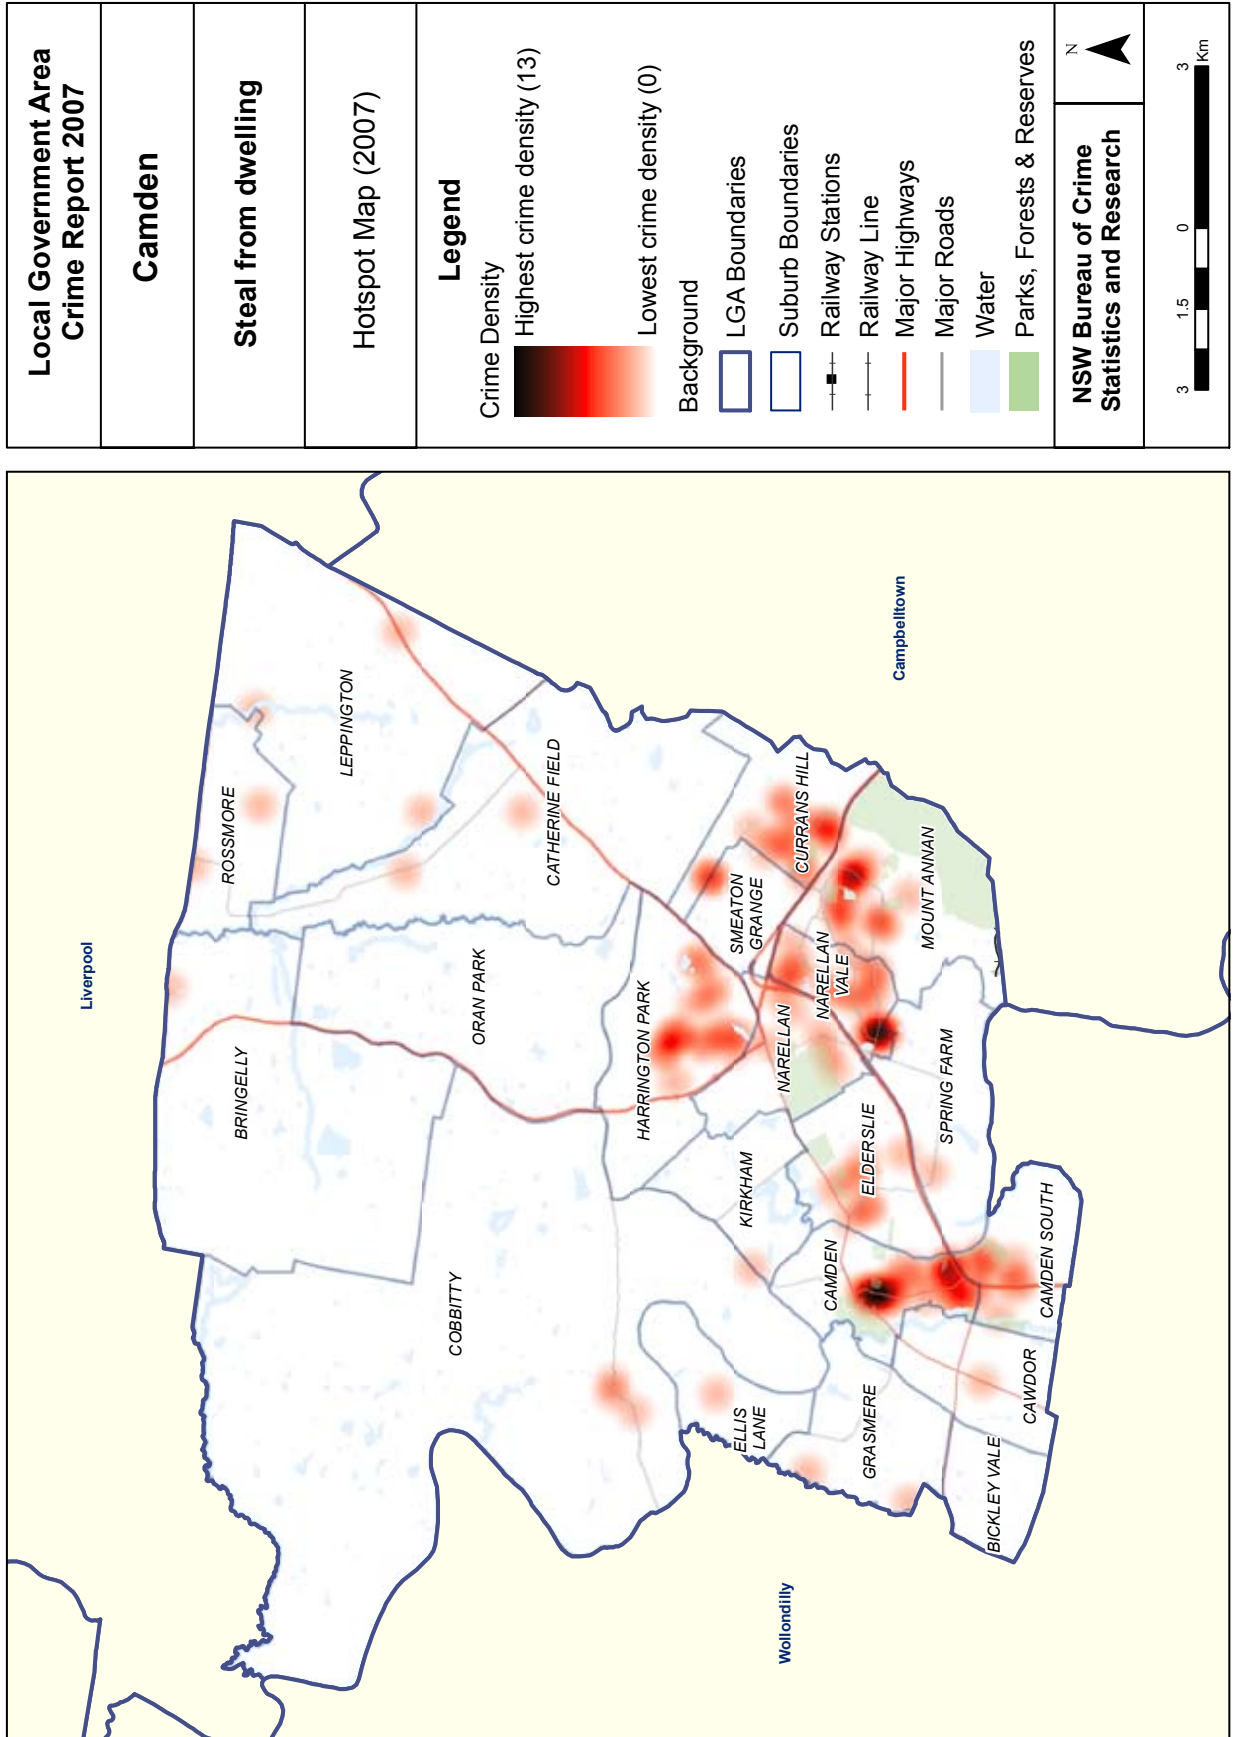 Local Government Area
Crime Report 2007
Camden
Steal from dwelling
Hotspot Map (2007)
Legend
Crime Density
Highest crime density (13)
Lowest crime density (0)
Background
LGA Boundaries
Suburb Boundaries
Railway Stations
Railway Line
Major Highways
Major Roads
Water
Parks, Forests & Reserves
NSW Bureau of Crime
Statistics and Research
N
3 1.5 0 3
Km
Liverpool
Campbelltown
Wollondilly
ROSSMORE
LEPPINGTON
BRINGELLY
CATHERINE FIELD
ORAN PARK
COBBITTY
HARRINGTON PARK
SMEATON
GRANGE
CURRANS HILL
NARELLAN
NARELLAN
VALE
MOUNT ANNAN
KIRKHAM
ELDERSLIE
SPRING FARM
CAMDEN
CAMDEN SOUTH
ELLIS
LANE
GRASMERE
CAWDOR
BICKLEY VALE